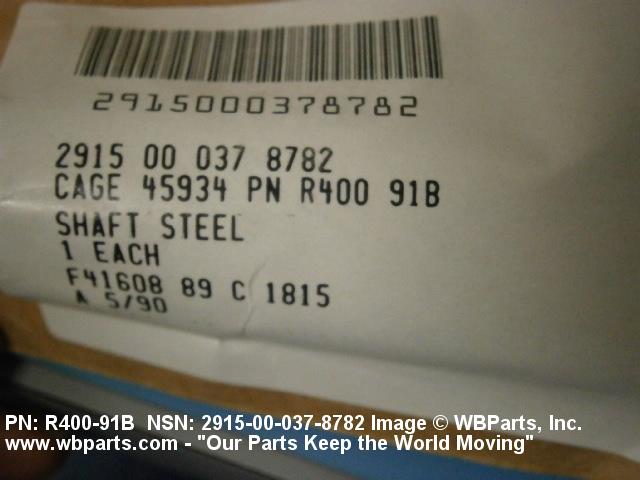 2915000378782
2915 00 037 8782
CAGE 45934 PN R400 91B
SHAFT STEEL
1 EACH
F41608 89 C 1815
A 5/90
PN: R400-91B NSN: 2915-00-037-8782 Image © WBParts, Inc.
www.wbparts.com - "Our Parts Keep the World Moving"